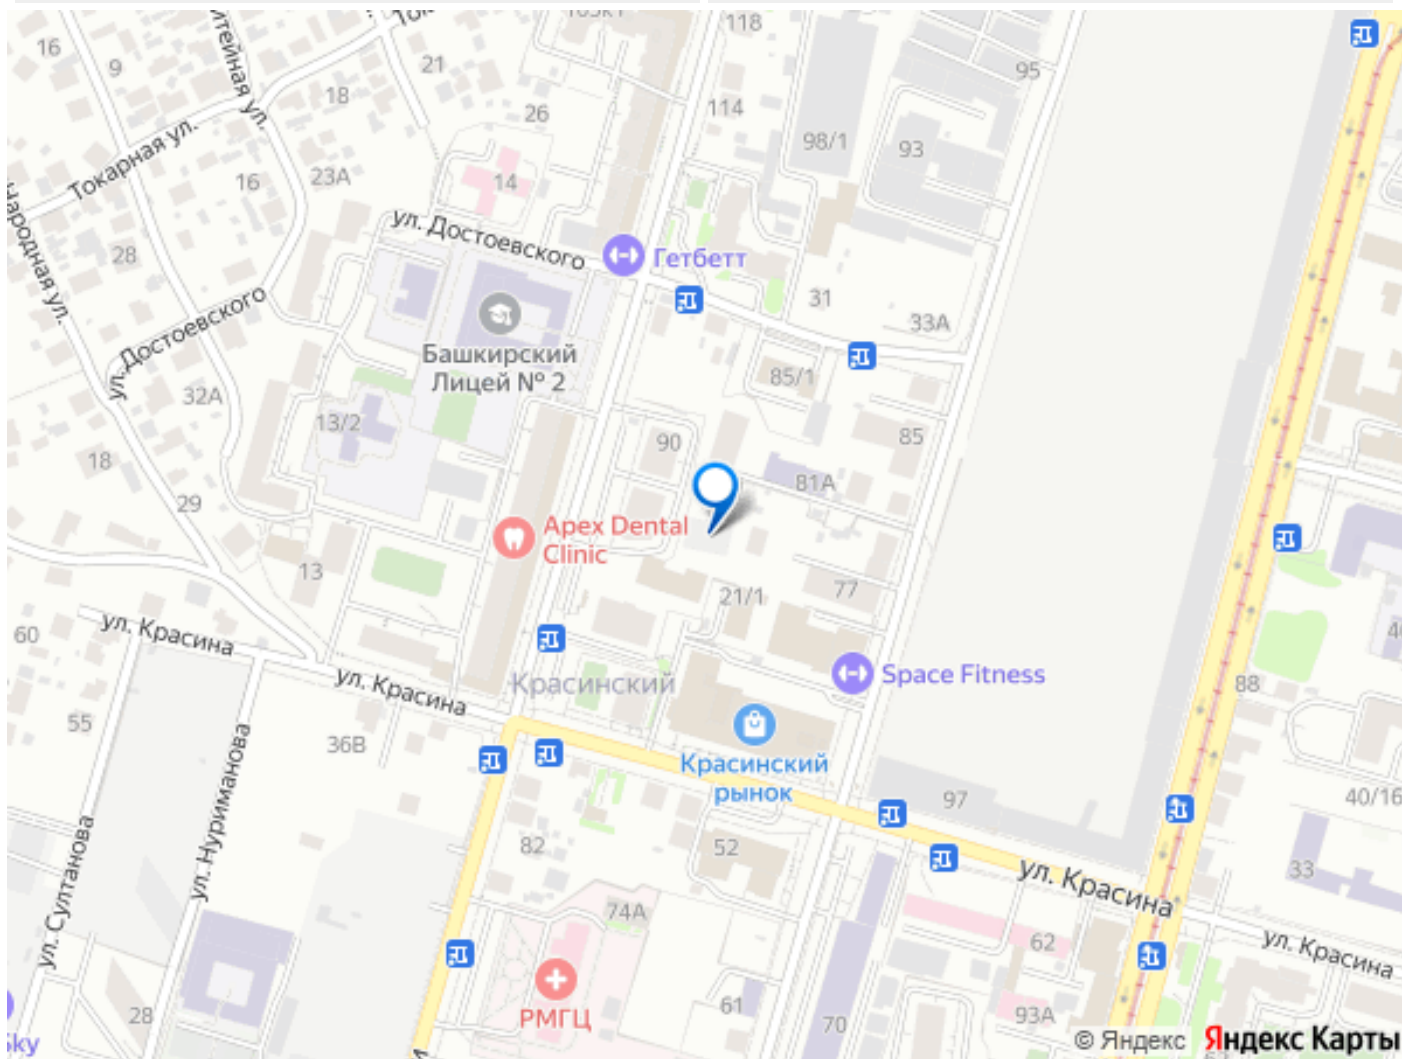 118
16
9
21
95
Токарная ул.
18
26
114
98/1
93
16
23А
14
ул. Достоевского
Гетбетт
28
Народная ул.
31
33А
ул. Достоевского
Башкирский
Лицей № 2
85/1
32А
13/2
90
85
18
81А
29
Apex Dental
Clinic
13
77
21/1
60
ул. Красина
ул. Красина
Красинский
Space Fitness
88
55
36В
Красинский
рынок
97
40/16
ул. Нуриманова
ул. Султанова
82
52
33
ул. Красина
74А
62
ул. Красина
61
28
РМГЦ
70
93А
Sky
© Яндекс Яндекс Карты